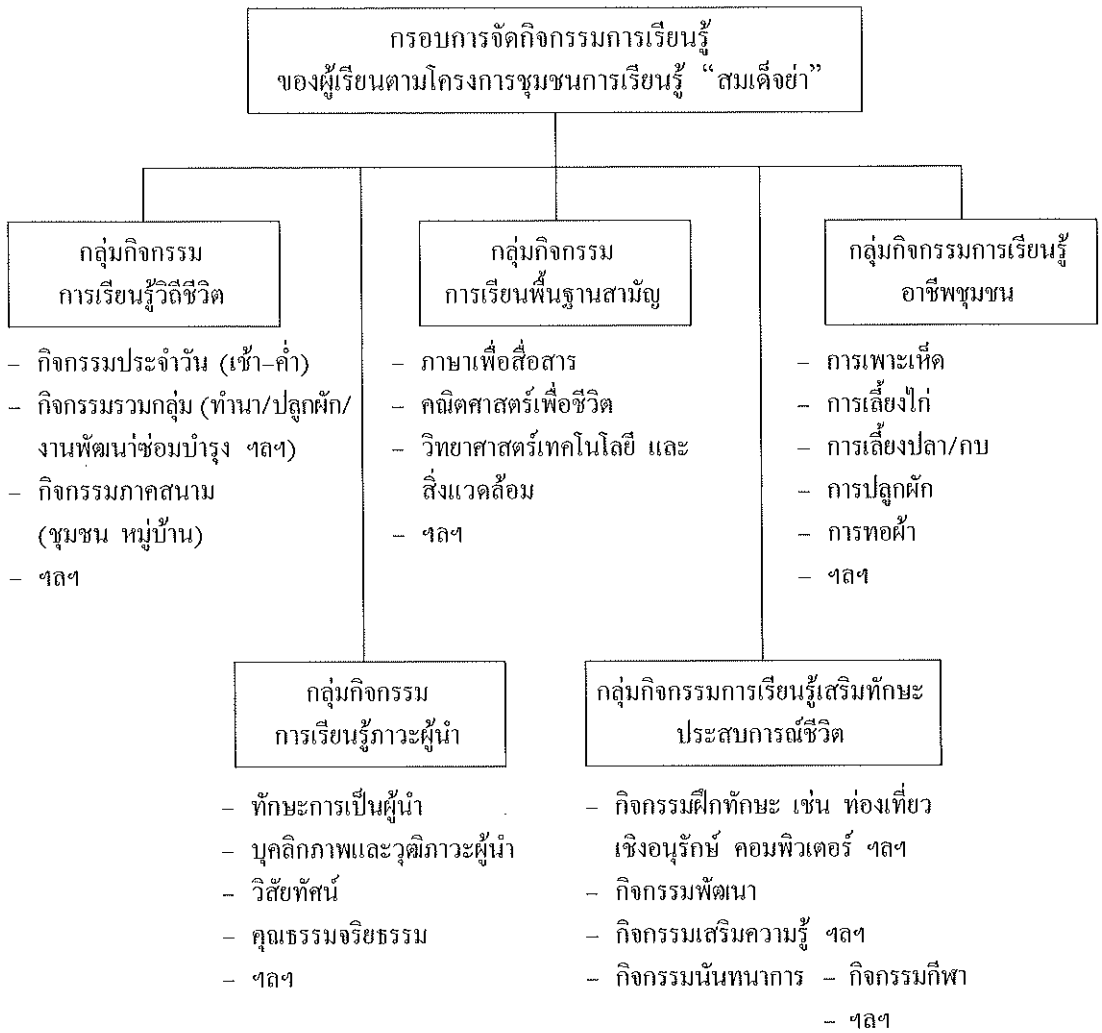 กรอบการจัดกิจกรรมการเรียนรู้
ของผู้เรียนตามโครงการชุมชนการเรียนรู้ “สมเด็จย่า”
กลุ่มกิจกรรม
การเรียนรู้วิถีชีวิต
– กิจกรรมประจำวัน (เช้า–ค่ำ)
– กิจกรรมรวมกลุ่ม (ทำนา/ปลูกผัก/
งานพัฒนาซ่อมบำรุง ฯลฯ)
– กิจกรรมภาคสนาม
(ชุมชน หมู่บ้าน)
– ฯลฯ
กลุ่มกิจกรรม
การเรียนพื้นฐานสามัญ
– ภาษาเพื่อสื่อสาร
– คณิตศาสตร์เพื่อชีวิต
– วิทยาศาสตร์เทคโนโลยี และ
สิ่งแวดล้อม
– ฯลฯ
กลุ่มกิจกรรมการเรียนรู้
อาชีพชุมชน
– การเพาะเห็ด
– การเลี้ยงไก่
– การเลี้ยงปลา/กบ
– การปลูกผัก
– การทอผ้า
– ฯลฯ
กลุ่มกิจกรรม
การเรียนรู้ภาวะผู้นำ
– ทักษะการเป็นผู้นำ
– บุคลิกภาพและวุฒิภาวะผู้นำ
– วิสัยทัศน์
– คุณธรรมจริยธรรม
– ฯลฯ
กลุ่มกิจกรรมการเรียนรู้เสริมทักษะ
ประสบการณ์ชีวิต
– กิจกรรมฝึกทักษะ เช่น ท่องเที่ยว
เชิงอนุรักษ์ คอมพิวเตอร์ ฯลฯ
– กิจกรรมพัฒนา
– กิจกรรมเสริมความรู้ ฯลฯ
– กิจกรรมนันทนาการ – กิจกรรมกีฬา
– ฯลฯ